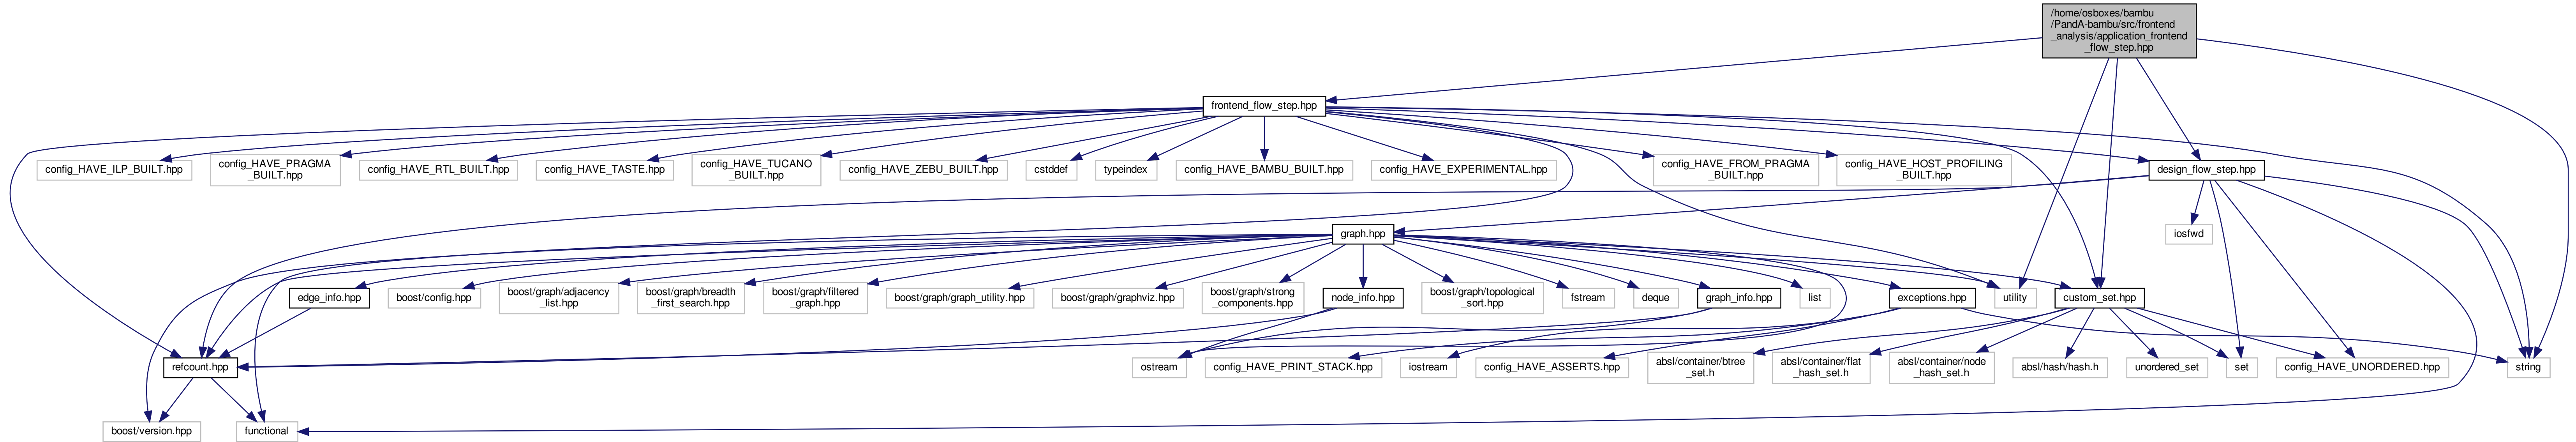 /home/osboxes/bambu
/PandA-bambu/src/frontend
_analysis/application_frontend
_flow_step.hpp
frontend_flow_step.hpp
config_HAVE_ILP_BUILT.hpp
config_HAVE_PRAGMA
_BUILT.hpp
config_HAVE_RTL_BUILT.hpp
config_HAVE_TASTE.hpp
config_HAVE_TUCANO
_BUILT.hpp
config_HAVE_ZEBU_BUILT.hpp
cstddef
typeindex
config_HAVE_BAMBU_BUILT.hpp
config_HAVE_EXPERIMENTAL.hpp
config_HAVE_FROM_PRAGMA
_BUILT.hpp
config_HAVE_HOST_PROFILING
_BUILT.hpp
design_flow_step.hpp
graph.hpp
iosfwd
edge_info.hpp
boost/config.hpp
boost/graph/adjacency
_list.hpp
boost/graph/breadth
_first_search.hpp
boost/graph/filtered
_graph.hpp
boost/graph/graph_utility.hpp
boost/graph/graphviz.hpp
boost/graph/strong
_components.hpp
node_info.hpp
boost/graph/topological
_sort.hpp
fstream
deque
graph_info.hpp
list
exceptions.hpp
utility
custom_set.hpp
refcount.hpp
ostream
config_HAVE_PRINT_STACK.hpp
iostream
config_HAVE_ASSERTS.hpp
absl/container/btree
_set.h
absl/container/flat
_hash_set.h
absl/container/node
_hash_set.h
absl/hash/hash.h
unordered_set
set
config_HAVE_UNORDERED.hpp
string
boost/version.hpp
functional